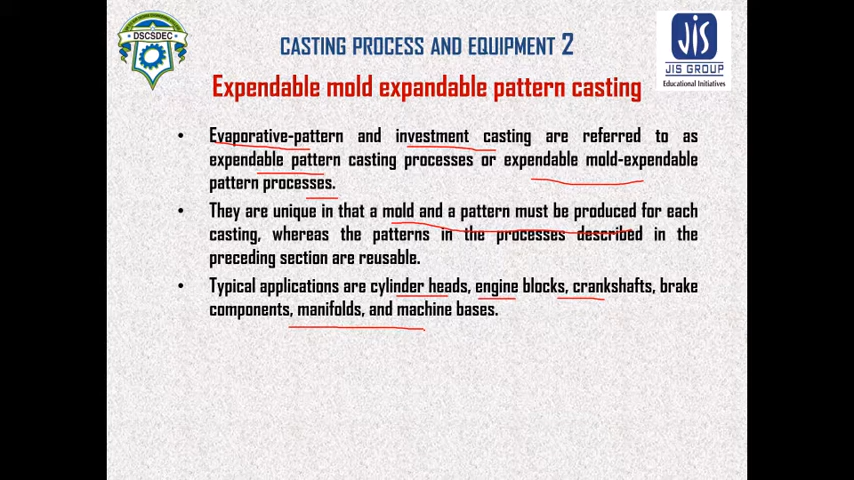 DSCSDEC
CASTING PROCESS AND EQUIPMENT 2
JIS
JIS GROUP
Educational Initiatives
Expendable mold expandable pattern casting
• Evaporative-pattern and investment casting are referred to as
expendable pattern casting processes or expendable mold-expendable
pattern processes.
• They are unique in that a mold and a pattern must be produced for each
casting, whereas the patterns in the processes described in the
preceding section are reusable.
• Typical applications are cylinder heads, engine blocks, crankshafts, brake
components, manifolds, and machine bases.